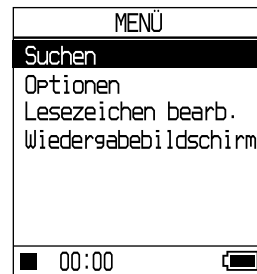 MENÜ
Suchen
Optionen
Lesezeichen bearb.
Wiedergabebildschirm
00:00